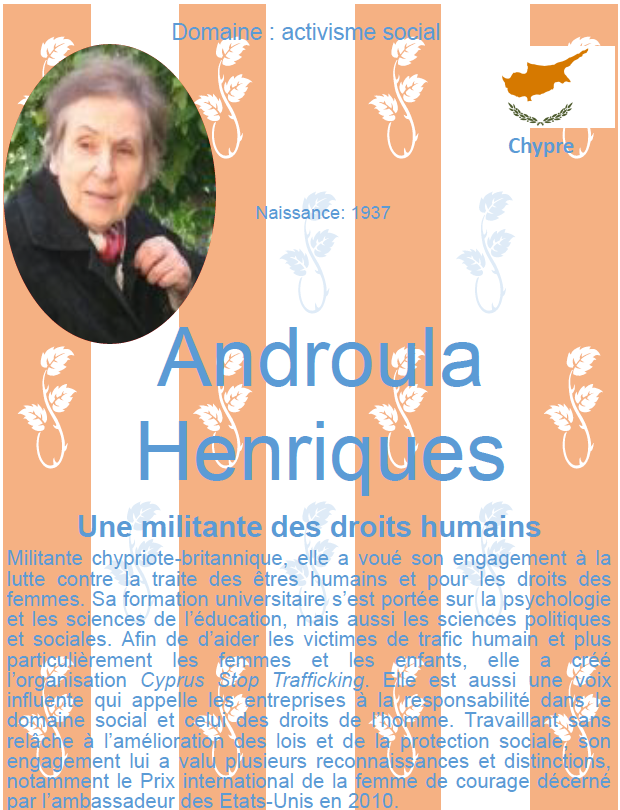 Domaine : activisme social
Chypre
Naissance: 1937
Androula
Henriques
Une militante des droits humains
Militante chypriote-britannique, elle a voué son engagement à la
lutte contre la traite des êtres humains et pour les droits des
femmes. Sa formation universitaire s’est portée sur la psychologie
et les sciences de l’éducation, mais aussi les sciences politiques
et sociales. Afin de d’aider les victimes de trafic humain et plus
particulièrement les femmes et les enfants, elle a créé
l’organisation Cyprus Stop Trafficking. Elle est aussi une voix
influente qui appelle les entreprises à la responsabilité dans le
domaine social et celui des droits de l’homme. Travaillant sans
relâche à l’amélioration des lois et de la protection sociale, son
engagement lui a valu plusieurs reconnaissances et distinctions,
notamment le Prix international de la femme de courage décerné
par l’ambassadeur des Etats-Unis en 2010.